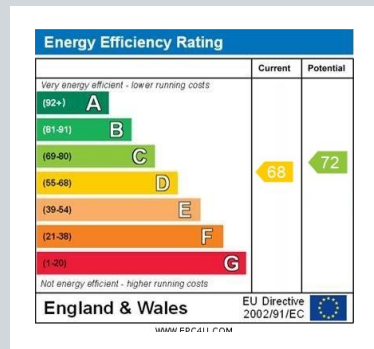 Energy Efficiency Rating
Current Potential
Very energy efficient - lower running costs
(92+) A
(81-91) B
(69-80) C
(55-68) D
68
72
(39-54) E
(21-38) F
(1-20) G
Not energy efficient - higher running costs
England & Wales
EU Directive
2002/91/EC
WWW.EPC4U.COM